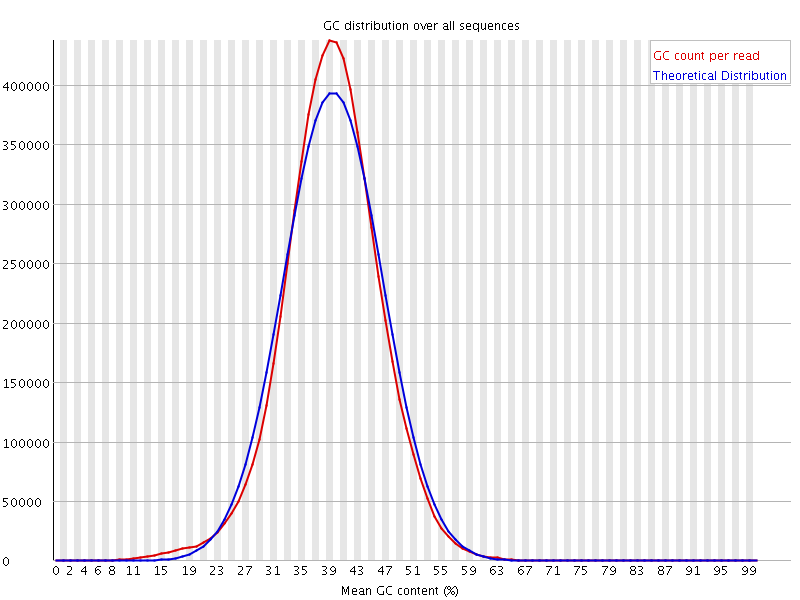 GC distribution over all sequences
GC count per read
Theoretical Distribution
400000
350000
300000
250000
200000
150000
100000
50000
0
0 2 4 6 8 11 15 19 23 27 31 35 39 43 47 51 55 59 63 67 71 75 79 83 87 91 95 99
Mean GC content (%)